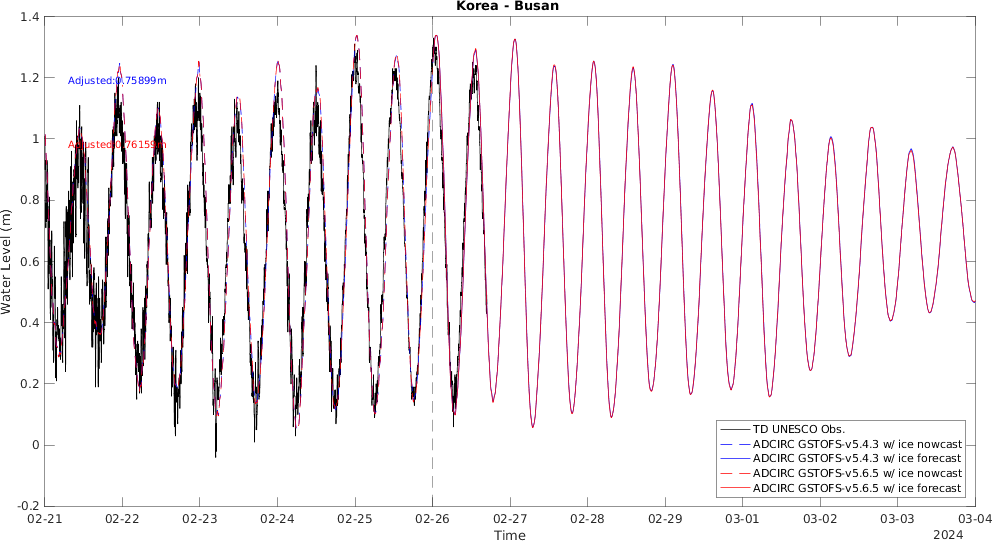 Korea - Busan
1.4
1.2
1
0.8
0.6
0.4
0.2
0
-0.2
Water Level (m)
Adjusted:0.75899m
Adjusted:0.76159m
TD UNESCO Obs.
ADCIRC GSTOFS-v5.4.3 w/ ice nowcast
ADCIRC GSTOFS-v5.4.3 w/ ice forecast
ADCIRC GSTOFS-v5.6.5 w/ ice nowcast
ADCIRC GSTOFS-v5.6.5 w/ ice forecast
02-21 02-22 02-23 02-24 02-25 02-26 02-27 02-28 02-29 03-01 03-02 03-03 03-04
Time
2024